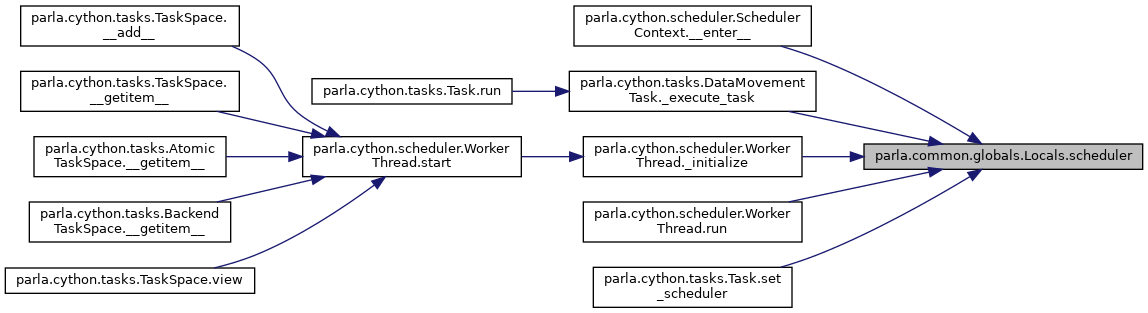 parla.cython.tasks.TaskSpace.
__add__
parla.cython.tasks.TaskSpace.
__getitem__
parla.cython.tasks.Atomic
TaskSpace.__getitem__
parla.cython.tasks.Backend
TaskSpace.__getitem__
parla.cython.tasks.TaskSpace.view
parla.cython.tasks.Task.run
parla.cython.scheduler.Worker
Thread.start
parla.cython.scheduler.Scheduler
Context.__enter__
parla.cython.tasks.DataMovement
Task._execute_task
parla.cython.scheduler.Worker
Thread._initialize
parla.cython.scheduler.Worker
Thread.run
parla.cython.tasks.Task.set
_scheduler
parla.common.globals.Locals.scheduler